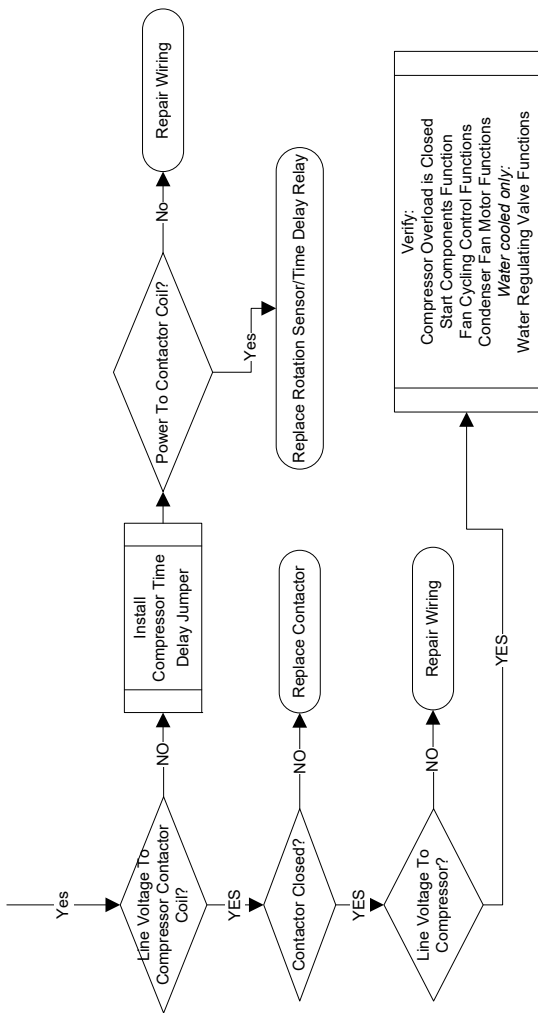 Yes
Line Voltage To
Compressor Contactor
Coil?
NO
Install
Compressor Time
Delay Jumper
Power To Contactor Coil?
No
Repair Wiring
Yes
Replace Rotation Sensor/Time Delay Relay
YES
Contactor Closed?
NO
Replace Contactor
YES
Line Voltage To
Compressor?
NO
Repair Wiring
YES
Verify:
Compressor Overload is Closed
Start Components Function
Fan Cycling Control Functions
Condenser Fan Motor Functions
Water cooled only:
Water Regulating Valve Functions